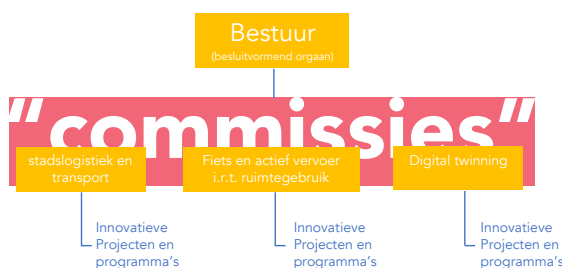 Bestuur
(besluitvormend orgaan)
"commissies"
stadslogistiek en
transport
Fiets en actief vervoer
i.r.t. ruimtegebruik
Digital twinning
Innovatieve
Projecten en
programma's
Innovatieve
Projecten en
programma's
Innovatieve
Projecten en
programma's